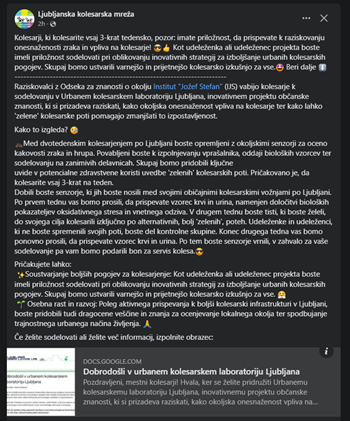 Ljubljanska kolesarska mreža
2h
Kolesarji, ki kolesarite vsaj 3-krat tedensko, pozor: imate priložnost, da prispevate k raziskovanju
onesnaženosti zraka in vpliva na kolesarje! 😎👍 Kot udeleženka ali udeleženec projekta boste
imeli priložnost sodelovati pri oblikovanju inovativnih strategij za izboljšanje urbanih kolesarskih
pogojev. Skupaj bomo ustvarili varnejšo in prijetnejšo kolesarsko izkušnjo za vse.😍 Beri dalje ⬇️
------------------------------------------------------------
Raziskovalci z Odseka za znanosti o okolju Institut "Jožef Stefan" (IJS) vabijo kolesarje k
sodelovanju v Urbanem kolesarskem laboratoriju Ljubljana, inovativnem projektu občanske
znanosti, ki si prizadeva raziskati, kako okoljska onesnaženost vpliva na kolesarje ter kako lahko
'zelene' kolesarske poti pomagajo zmanjšati to izpostavljenost.
Kako to izgleda? 🤔
🚲Med dvotedenskim kolesarjenjem po Ljubljani boste opremljeni z okoljskimi senzorji za oceno
kakovosti zraka in hrupa. Povabljeni boste k izpolnjevanju vprašalnika, oddaji bioloških vzorcev ter
sodelovanju na zanimivih delavnicah. Skupaj bomo pridobili ključne
uvide v potencialne zdravstvene koristi uvedbe 'zelenih' kolesarskih poti. Pričakovano je, da
kolesarite vsaj 3-krat na teden.
Dobili boste senzorje, ki jih boste nosili med svojimi običajnimi kolesarskimi vožnjami po Ljubljani.
Po prvem tednu vas bomo prosili, da prispevate vzorec krvi in urina, namenjen določitvi bioloških
pokazateljev oksidativnega stresa in vnetnega odziva. V drugem tednu boste tisti, ki boste želeli,
do svojega cilja kolesarili izključno po alternativnih, bolj 'zelenih', poteh. Udeleženke in udeleženci,
ki ne boste spremenili svojih poti, boste del kontrolne skupine. Konec drugega tedna vas bomo
ponovno prosili, da prispevate vzorec krvi in urina. Po tem boste senzorje vrnili, v zahvalo za vaše
sodelovanje pa vam bomo podarili bon za servis kolesa.😎
Pričakujete lahko:
✨Soustvarjanje boljših pogojev za kolesarjenje: Kot udeleženka ali udeleženec projekta boste
imeli priložnost sodelovati pri oblikovanju inovativnih strategij za izboljšanje urbanih kolesarskih
pogojev. Skupaj bomo ustvarili varnejšo in prijetnejšo kolesarsko izkušnjo za vse. 🤗
🌱 Osebna rast in razvoj: Poleg aktivnega prispevanja k boljši kolesarski infrastrukturi v Ljubljani,
boste pridobili tudi dragocene veščine in znanja za ocenjevanje lokalnega okolja ter spodbujanje
trajnostnega urbanega načina življenja. 🙏
Če želite sodelovati ali želite več informacij, izpolnite obrazec:
DOCS.GOOGLE.COM
Dobrodošli v urbanem kolesarskem laboratoriju Ljubljana
Pozdravljeni, mestni kolesarji! Hvala, ker se želite pridružiti Urbanemu
kolesarskemu laboratoriju Ljubljana, inovativnemu projektu občanske
znanosti, ki si prizadeva raziskati, kako okoljska onesnaženost vpliva na...